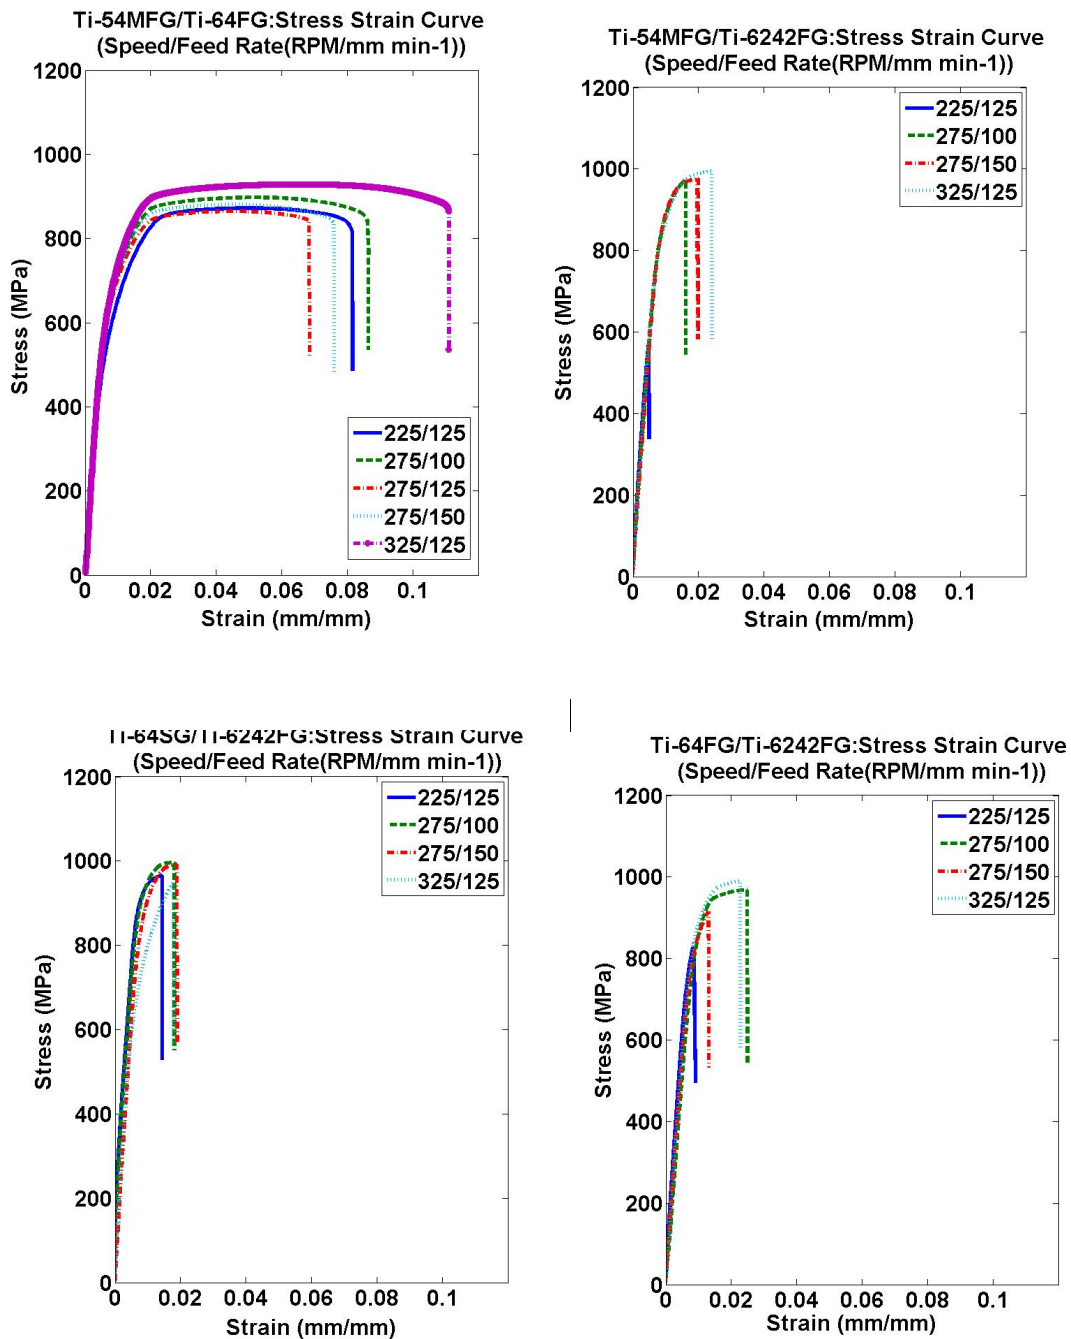 Ti-54MFG/Ti-64FG:Stress Strain Curve
(Speed/Feed Rate(RPM/mm min-1))
1200
1000
800
600
400
200
0
Stress (MPa)
225/125
275/100
275/125
275/150
325/125
0 0.02 0.04 0.06 0.08 0.1
Strain (mm/mm)
Ti-54MFG/Ti-6242FG:Stress Strain Curve
(Speed/Feed Rate(RPM/mm min-1))
1200
1000
800
600
400
200
0
Stress (MPa)
225/125
275/100
275/150
325/125
0 0.02 0.04 0.06 0.08 0.1
Strain (mm/mm)
Ti-64SG/Ti-6242FG:Stress Strain Curve
(Speed/Feed Rate(RPM/mm min-1))
1200
1000
800
600
400
200
0
Stress (MPa)
225/125
275/100
275/150
325/125
0 0.02 0.04 0.06 0.08 0.1
Strain (mm/mm)
Ti-64FG/Ti-6242FG:Stress Strain Curve
(Speed/Feed Rate(RPM/mm min-1))
1200
1000
800
600
400
200
0
Stress (MPa)
225/125
275/100
275/150
325/125
0 0.02 0.04 0.06 0.08 0.1
Strain (mm/mm)